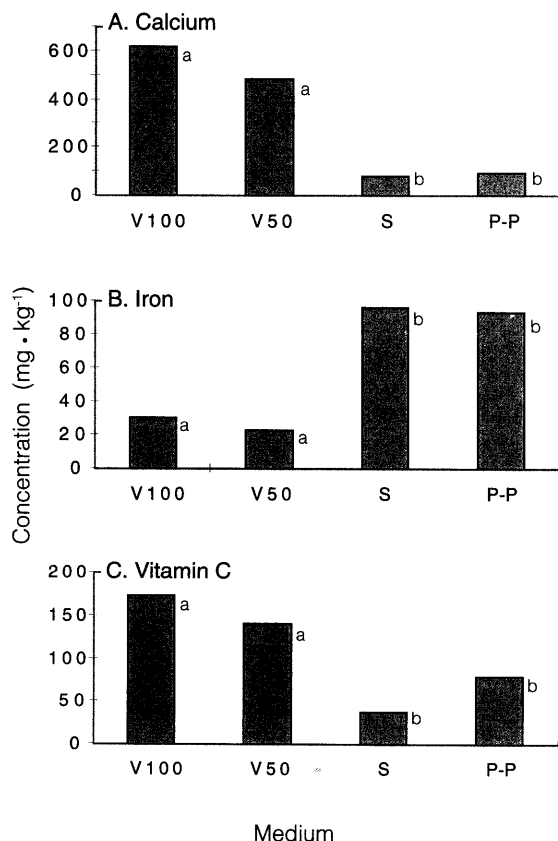 A. Calcium
600
400
200
0
a
a
b
b
V100 V50 S P-P
B. Iron
100
80
60
40
20
0
a
a
b
b
V100 V50 S P-P
Concentration (mg • kg⁻¹)
C. Vitamin C
200
150
100
50
0
a
a
b
b
V100 V50 S P-P
Medium